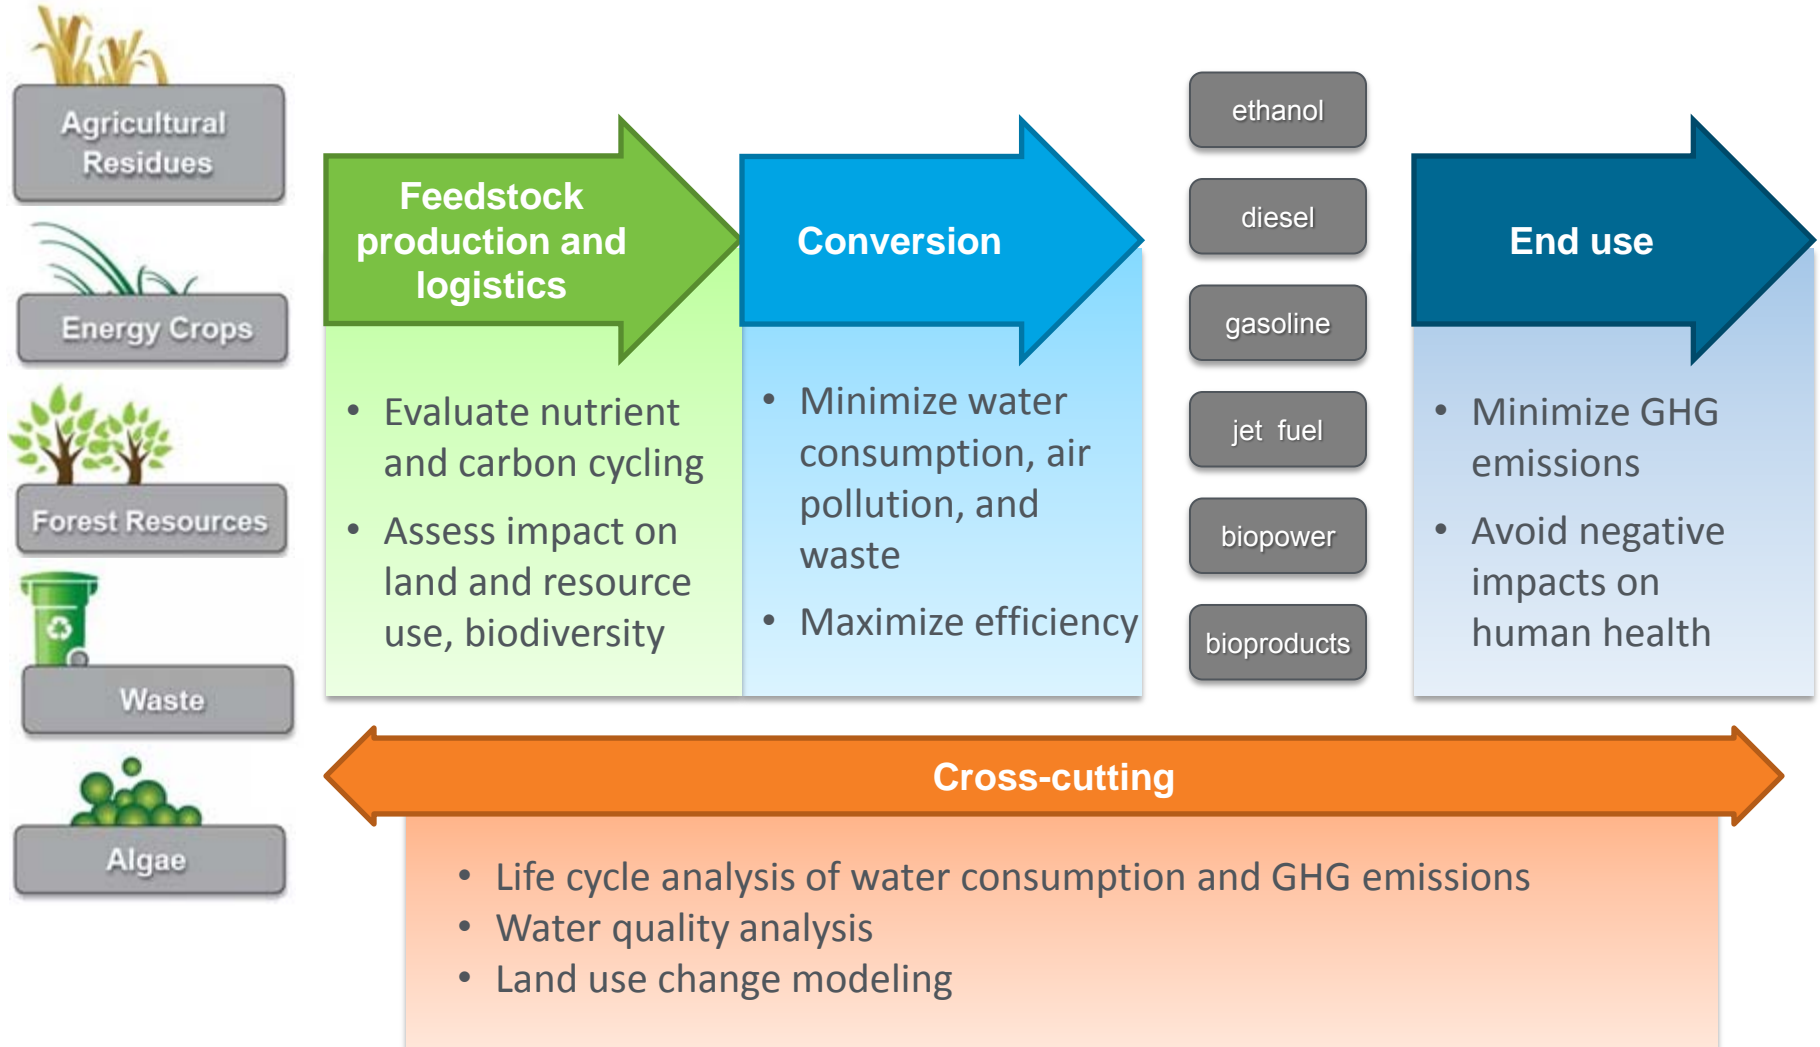 Agricultural
Residues
Energy Crops
Forest Resources
Waste
Algae
Feedstock
production and
logistics
• Evaluate nutrient
and carbon cycling
• Assess impact on
land and resource
use, biodiversity
Conversion
• Minimize water
consumption, air
pollution, and
waste
• Maximize efficiency
ethanol
diesel
gasoline
jet fuel
biopower
bioproducts
End use
• Minimize GHG
emissions
• Avoid negative
impacts on
human health
Cross-cutting
• Life cycle analysis of water consumption and GHG emissions
• Water quality analysis
• Land use change modeling